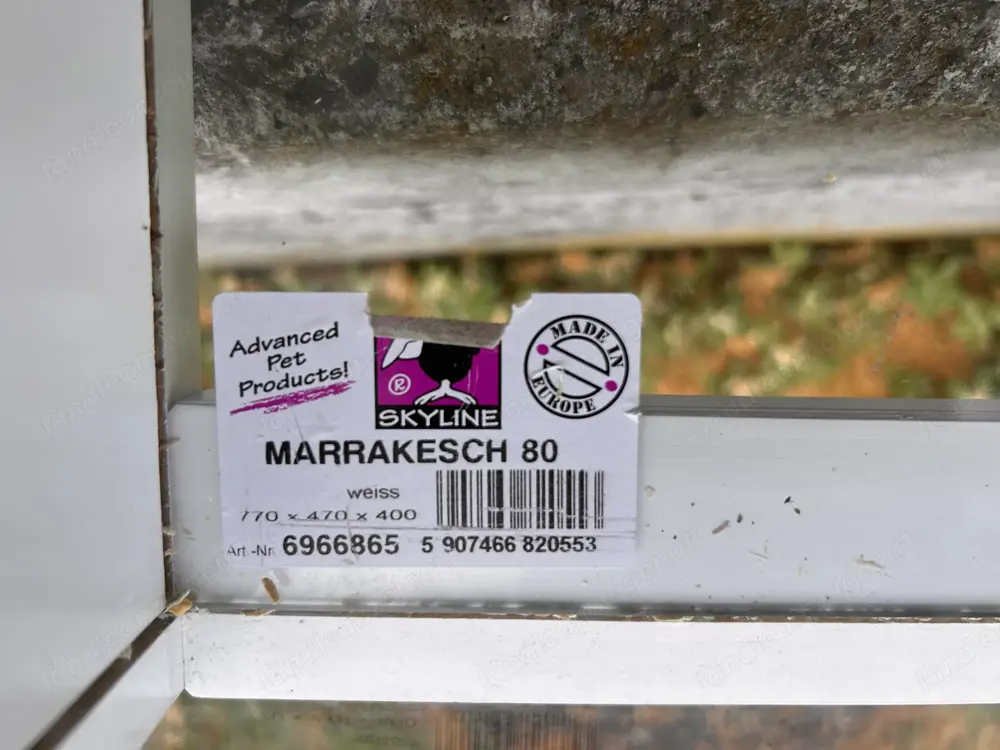 Advanced
Pet
Products!
®
SKYLINE
MADE IN
EUROPE
MARRAKESCH 80
weiss
770 x 470 x 400
Art.-Nr. 6966865 5 907466 820553